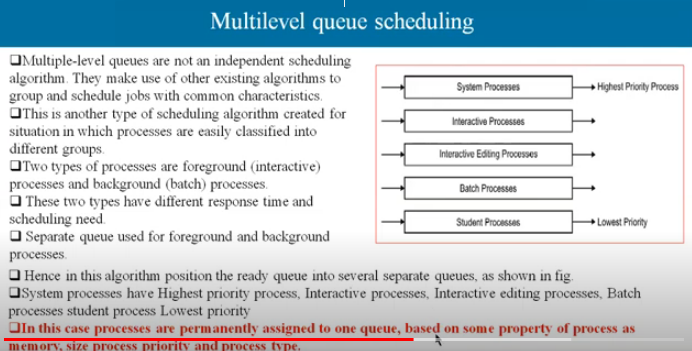 Multilevel queue scheduling
❑Multiple-level queues are not an independent scheduling
algorithm. They make use of other existing algorithms to
group and schedule jobs with common characteristics.
❑This is another type of scheduling algorithm created for
situation in which processes are easily classified into
different groups.
❑Two types of processes are foreground (interactive)
processes and background (batch) processes.
❑ These two types have different response time and
scheduling need.
❑ Separate queue used for foreground and background
processes.
System Processes
Highest Priority Process
Interactive Processes
Interactive Editing Processes
Batch Processes
Student Processes
Lowest Priority
❑ Hence in this algorithm position the ready queue into several separate queues, as shown in fig.
❑System processes have Highest priority process, Interactive processes, Interactive editing processes, Batch
processes student process Lowest priority
❑In this case processes are permanently assigned to one queue, based on some property of process as
memory, size process priority and process type.